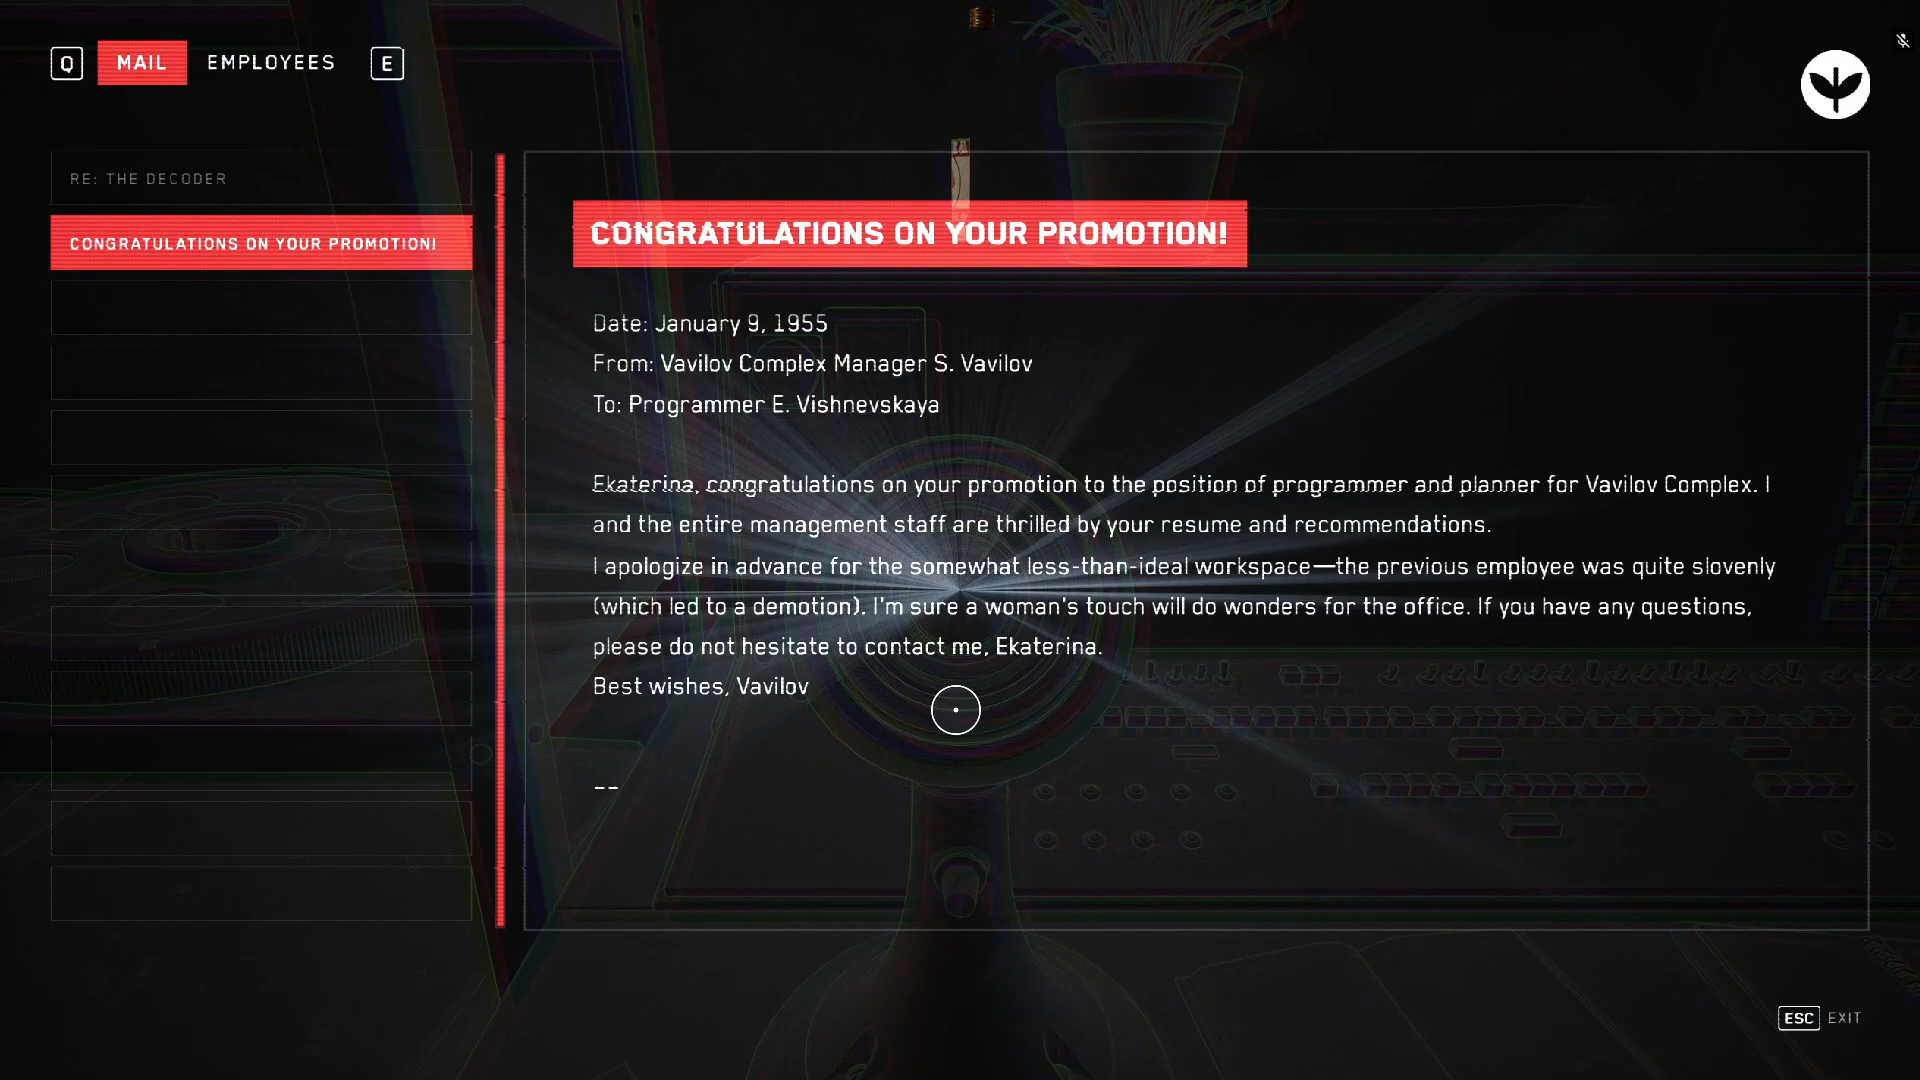 Q MAIL EMPLOYEES E
RE: THE DECODER
CONGRATULATIONS ON YOUR PROMOTION!
CONGRATULATIONS ON YOUR PROMOTION!
Date: January 9, 1955
From: Vavilov Complex Manager S. Vavilov
To: Programmer E. Vishnevskaya
Ekaterina, congratulations on your promotion to the position of programmer and planner for Vavilov Complex. I
and the entire management staff are thrilled by your resume and recommendations.
I apologize in advance for the somewhat less-than-ideal workspace—the previous employee was quite slovenly
(which led to a demotion). I'm sure a woman's touch will do wonders for the office. If you have any questions,
please do not hesitate to contact me, Ekaterina.
Best wishes, Vavilov
--
ESC EXIT